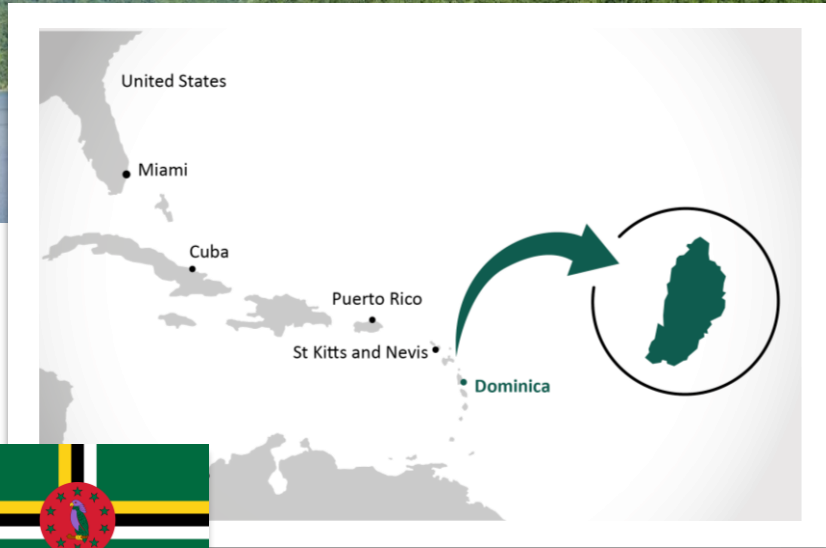 United States
Miami
Cuba
Puerto Rico
St Kitts and Nevis
Dominica